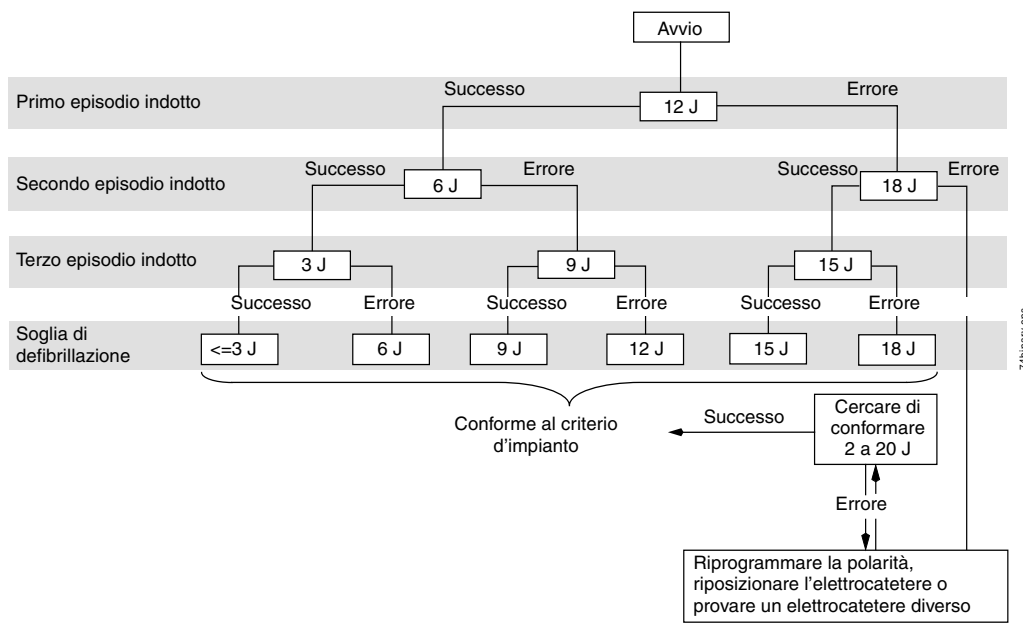 Avvio
Successo
Errore
Primo episodio indotto
12 J
Successo
Errore
Successo
Errore
Secondo episodio indotto
6 J
18 J
Terzo episodio indotto
3 J
9 J
15 J
Successo
Errore
Successo
Errore
Successo
Errore
Soglia di
defibrillazione
<=3 J
6 J
9 J
12 J
15 J
18 J
Conforme al criterio
d'impianto
Successo
Cercare di
conformare
2 a 20 J
Errore
Riprogrammare la polarità,
riposizionare l'elettrocatetere o
provare un elettrocatetere diverso